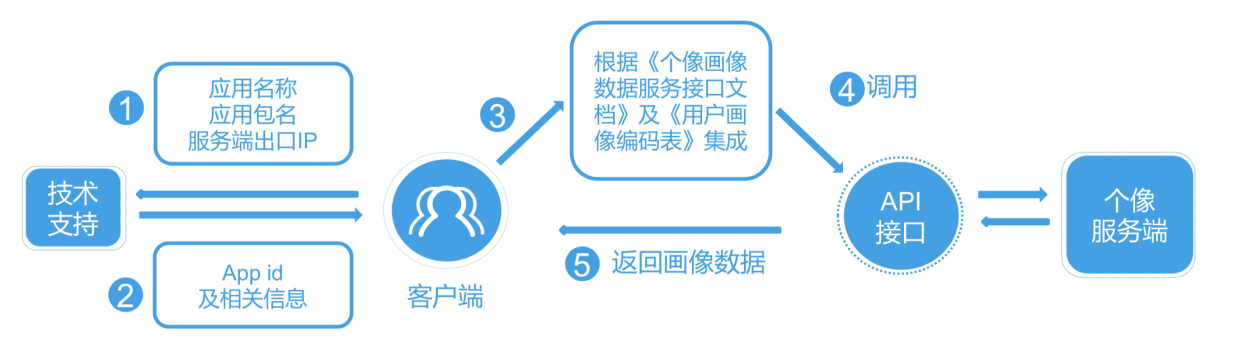 1
应用名称
应用包名
服务端出口IP
技术
支持
2
App id
及相关信息
客户端
3
根据《个像画像
数据服务接口文
档》及《用户画
像编码表》集成
4 调用
API
接口
5 返回画像数据
个像
服务端